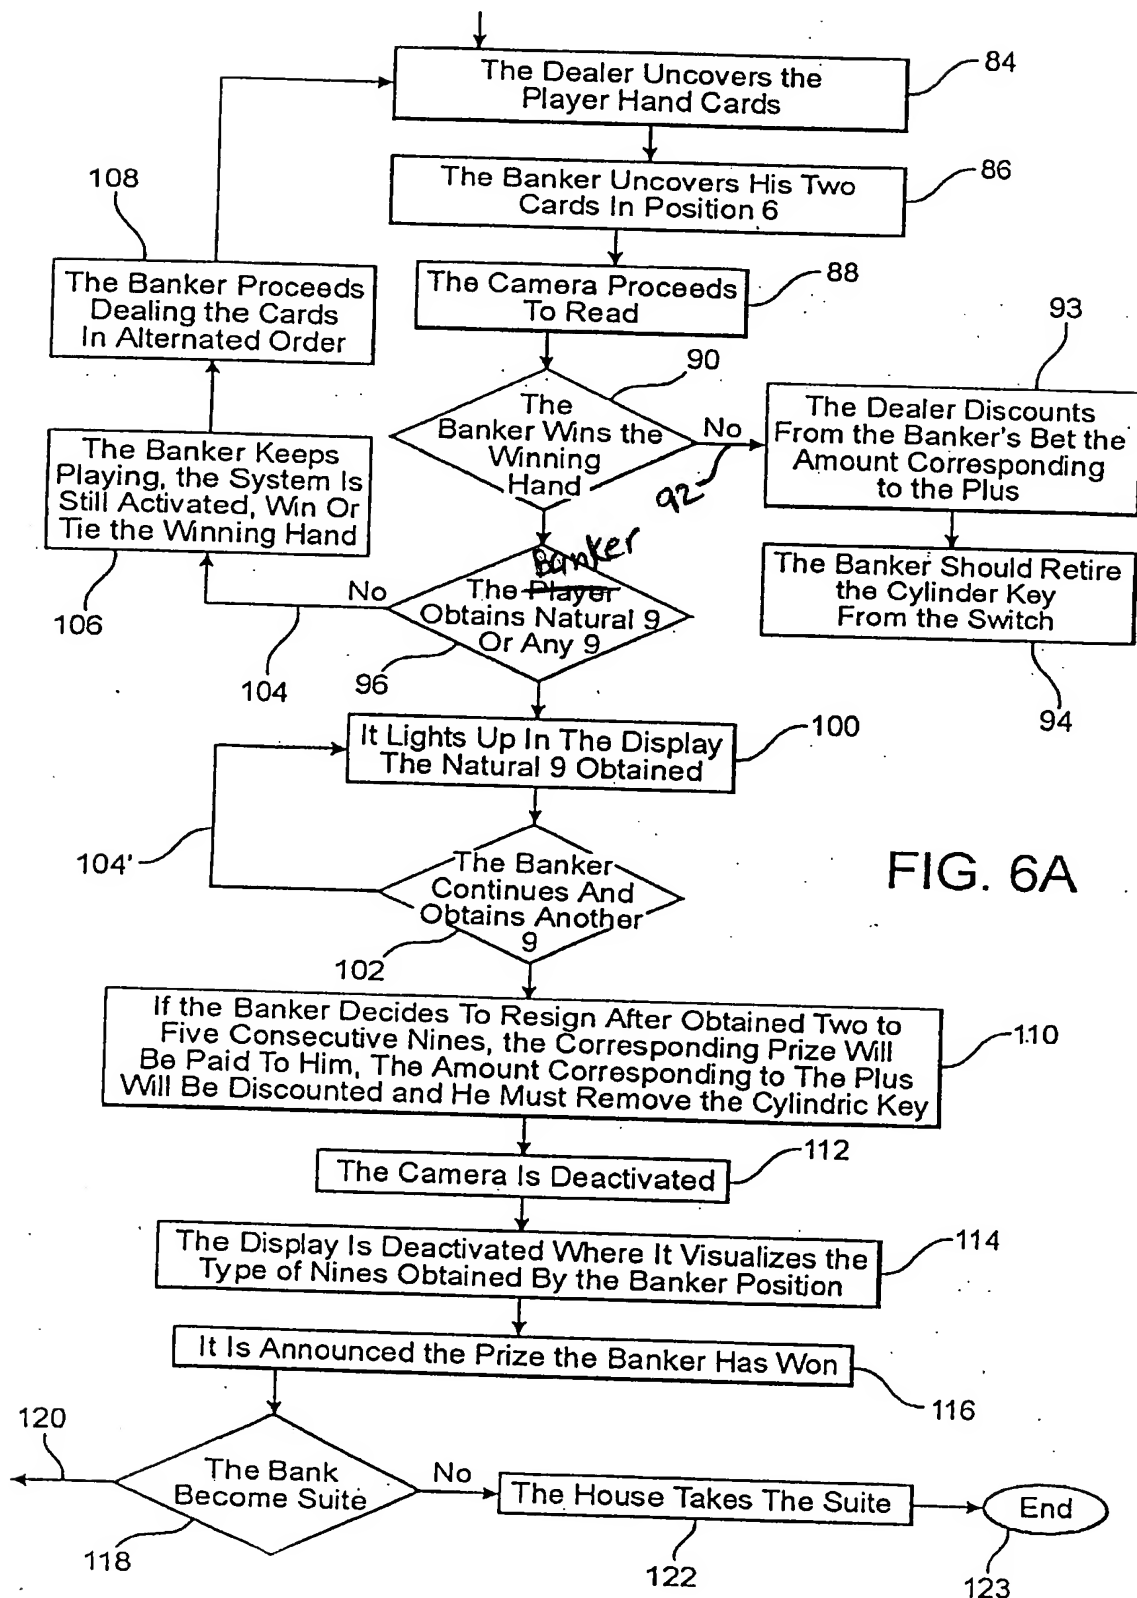 The Dealer Uncovers the
Player Hand Cards
84
The Banker Uncovers His Two
Cards In Position 6
86
108
The Banker Proceeds
Dealing the Cards
In Alternated Order
The Camera Proceeds
To Read
88
93
90
The
Banker Wins the
Winning
Hand
No
92
The Dealer Discounts
From the Banker's Bet the
Amount Corresponding
to the Plus
The Banker Keeps
Playing, the System Is
Still Activated, Win Or
Tie the Winning Hand
106
Banker
The Player
Obtains Natural 9
Or Any 9
No
104
96
The Banker Should Retire
the Cylinder Key
From the Switch
94
It Lights Up In The Display
The Natural 9 Obtained
100
104'
The Banker
Continues And
Obtains Another
9
102
FIG. 6A
If the Banker Decides To Resign After Obtained Two to
Five Consecutive Nines, the Corresponding Prize Will
Be Paid To Him, The Amount Corresponding to The Plus
Will Be Discounted and He Must Remove the Cylindric Key
110
The Camera Is Deactivated
112
The Display Is Deactivated Where It Visualizes the
Type of Nines Obtained By the Banker Position
114
It Is Announced the Prize the Banker Has Won
116
120
The Bank
Become Suite
118
No
The House Takes The Suite
122
End
123